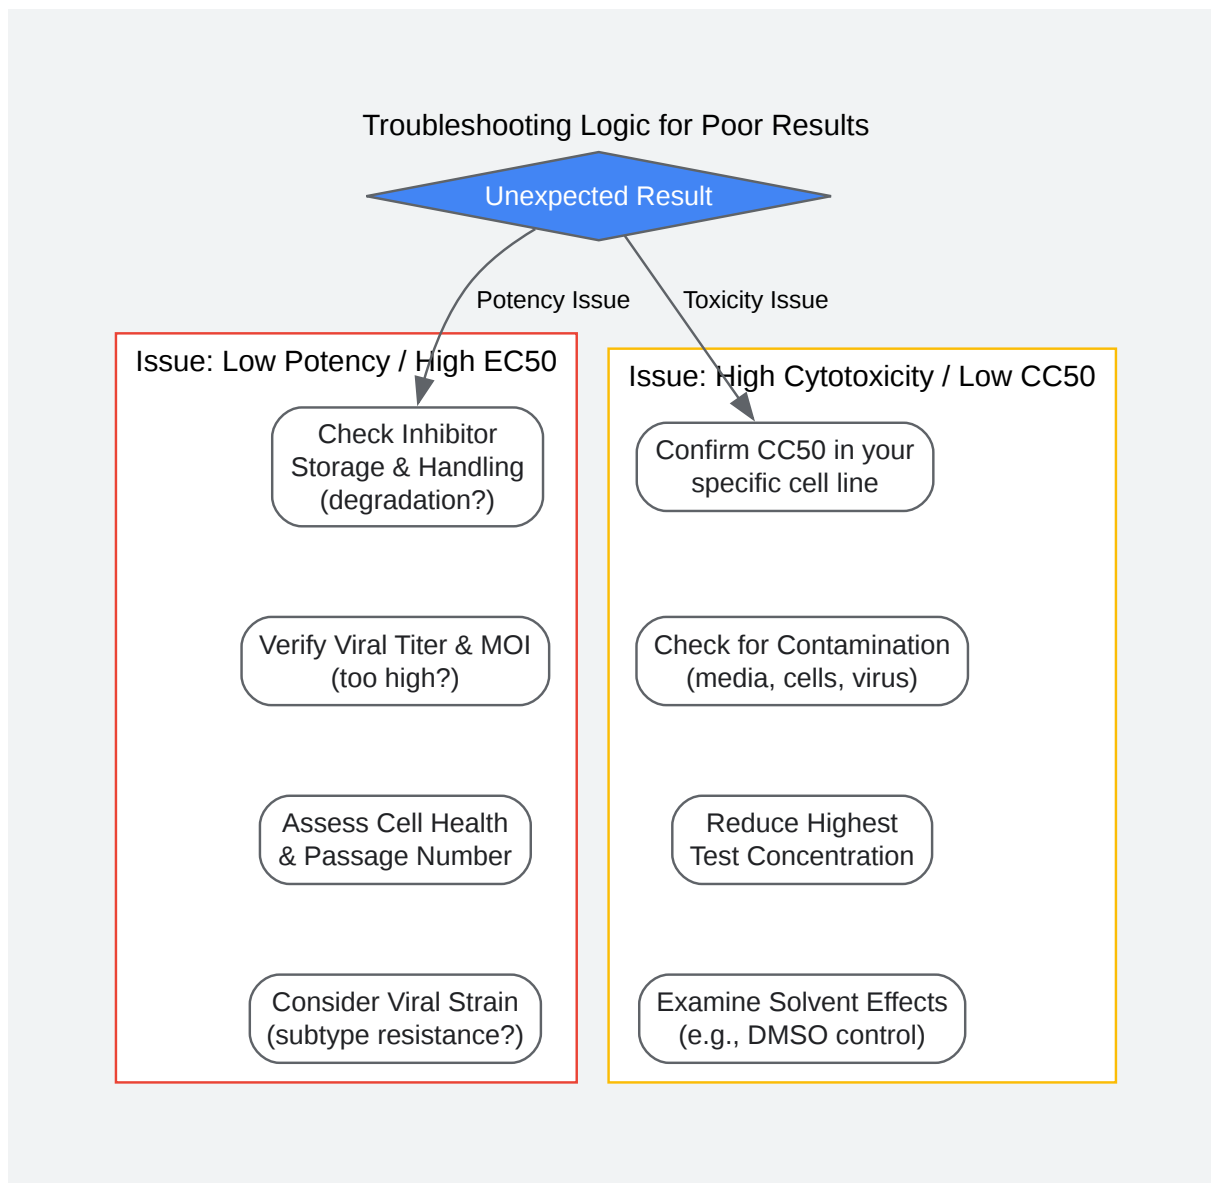 Troubleshooting Logic for Poor Results
Unexpected Result
Potency Issue
Toxicity Issue
Issue: Low Potency / High EC50
Check Inhibitor
Storage & Handling
(degradation?)
Verify Viral Titer & MOI
(too high?)
Assess Cell Health
& Passage Number
Consider Viral Strain
(subtype resistance?)
Issue: High Cytotoxicity / Low CC50
Confirm CC50 in your
specific cell line
Check for Contamination
(media, cells, virus)
Reduce Highest
Test Concentration
Examine Solvent Effects
(e.g., DMSO control)